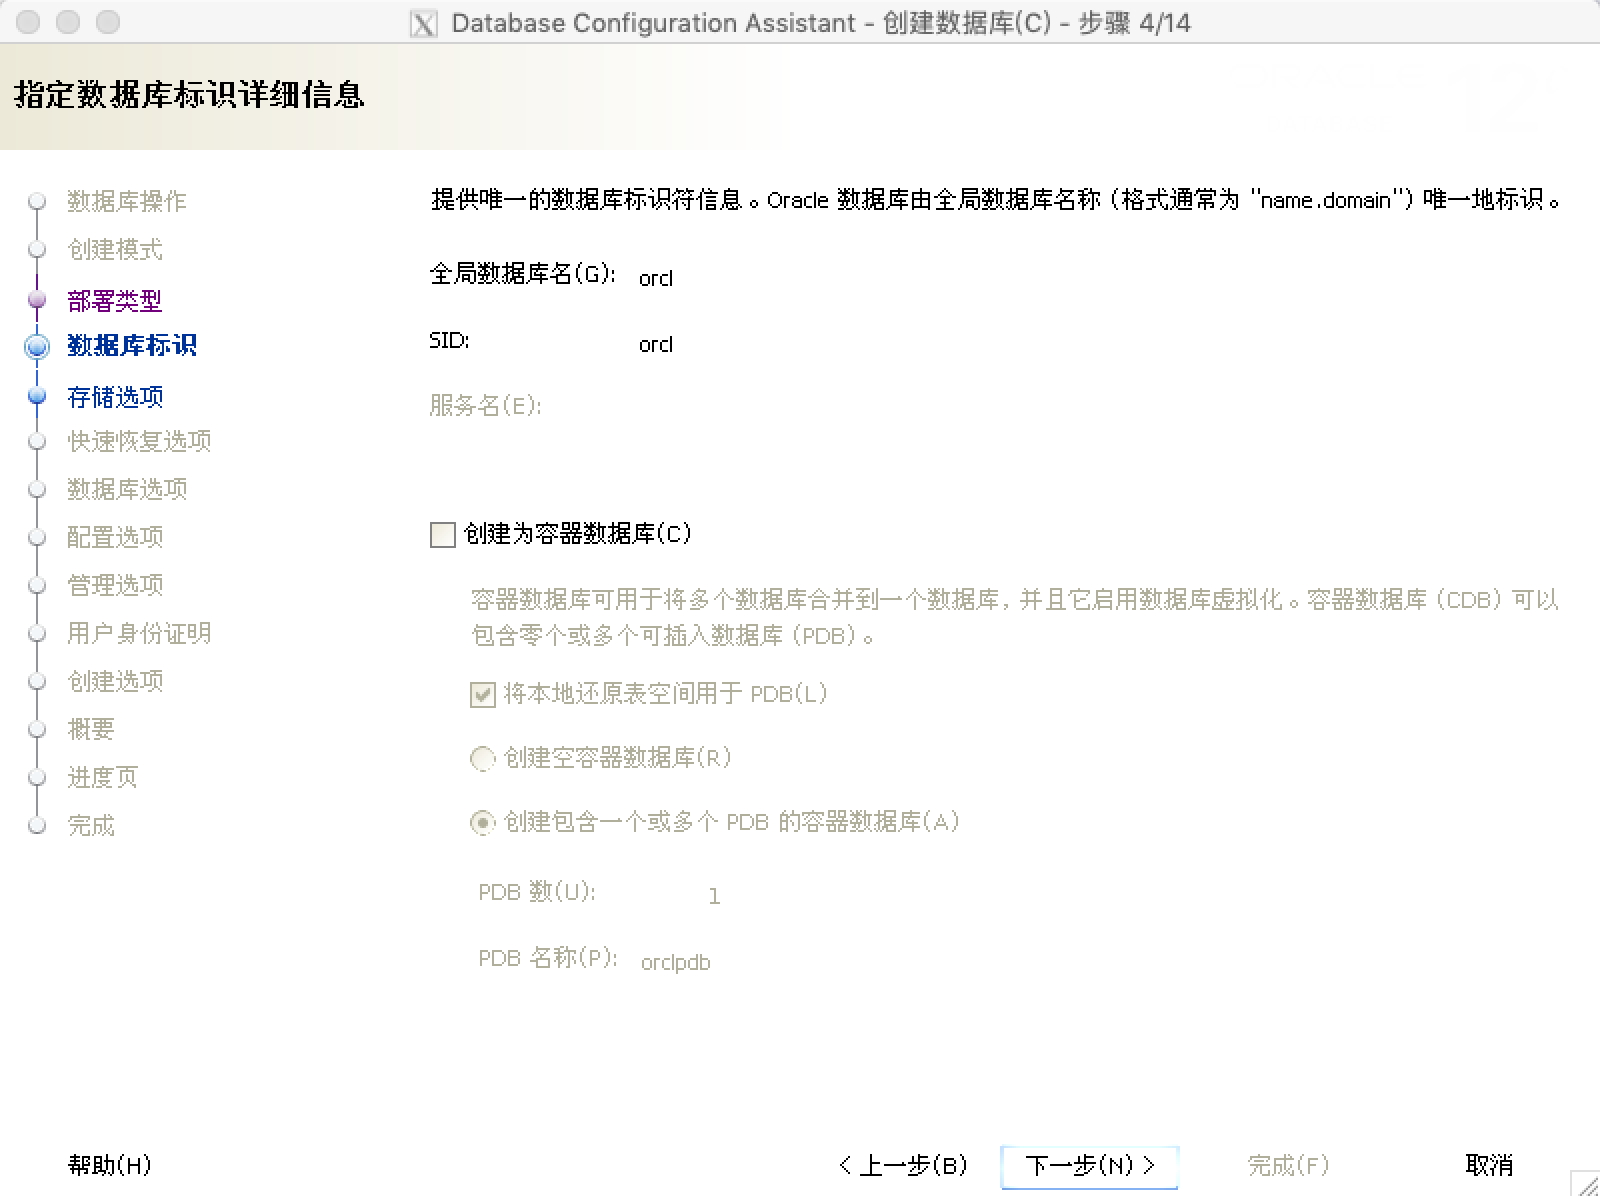 Database Configuration Assistant - 创建数据库(C) - 步骤 4/14
指定数据库标识详细信息
数据库操作
创建模式
部署类型
数据库标识
存储选项
快速恢复选项
数据库选项
配置选项
管理选项
用户身份证明
创建选项
概要
进度页
完成
提供唯一的数据库标识符信息。Oracle 数据库由全局数据库名称 (格式通常为 "name.domain") 唯一地标识。
全局数据库名(G): orcl
SID: orcl
服务名(E):
创建为容器数据库(C)
容器数据库可用于将多个数据库合并到一个数据库, 并且它启用数据库虚拟化。容器数据库 (CDB) 可以
包含零个或多个可插入数据库 (PDB)。
将本地还原表空间用于 PDB(L)
创建空容器数据库(R)
创建包含一个或多个 PDB 的容器数据库(A)
PDB 数(U): 1
PDB 名称(P): orclpdb
帮助(H)
< 上一步(B)
下一步(N) >
完成(F)
取消